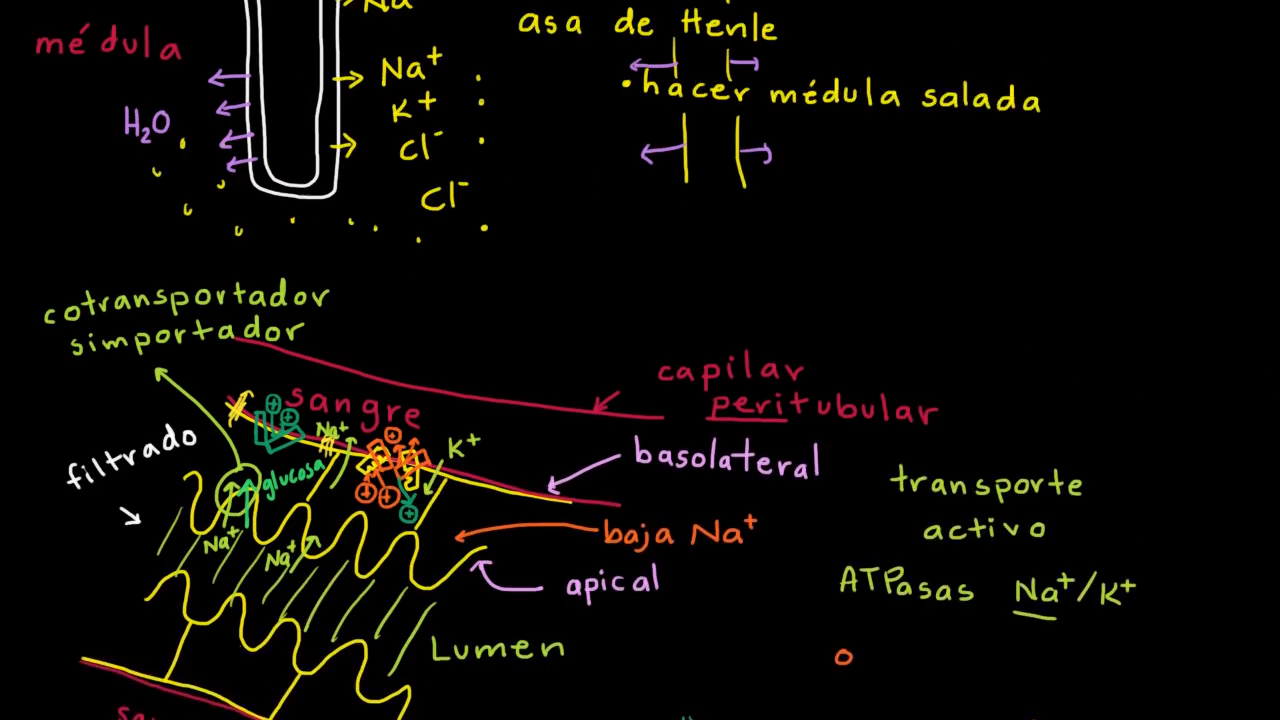 Na
asa de Henle
médula
Na⁺
• hacer médula salada
K⁺
H₂O
Cl⁻
Cl⁻
cotransportador
simportador
capilar
peritubular
sangre
Na⁺
K⁺
filtrado
basolateral
glucosa
transporte
activo
Na⁺
Na⁺
baja Na⁺
apical
ATPasas Na⁺/K⁺
Lumen